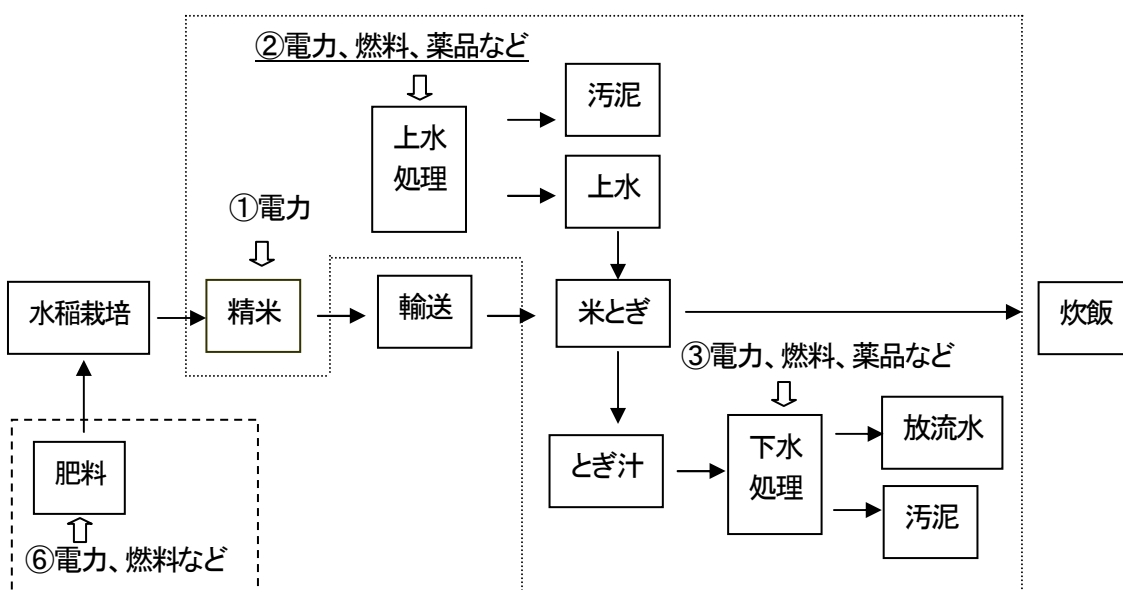 ②電力、燃料、薬品など
汚泥
上水
処理
上水
①電力
水稲栽培
精米
輸送
米とぎ
炊飯
③電力、燃料、薬品など
肥料
とぎ汁
下水
処理
放流水
汚泥
⑥電力、燃料など